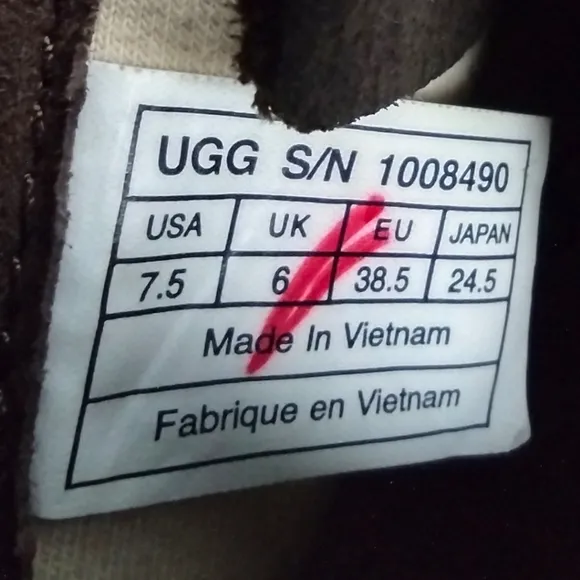 UGG S/N 1008490
USA UK EU JAPAN
7.5 6 38.5 24.5
Made In Vietnam
Fabrique en Vietnam